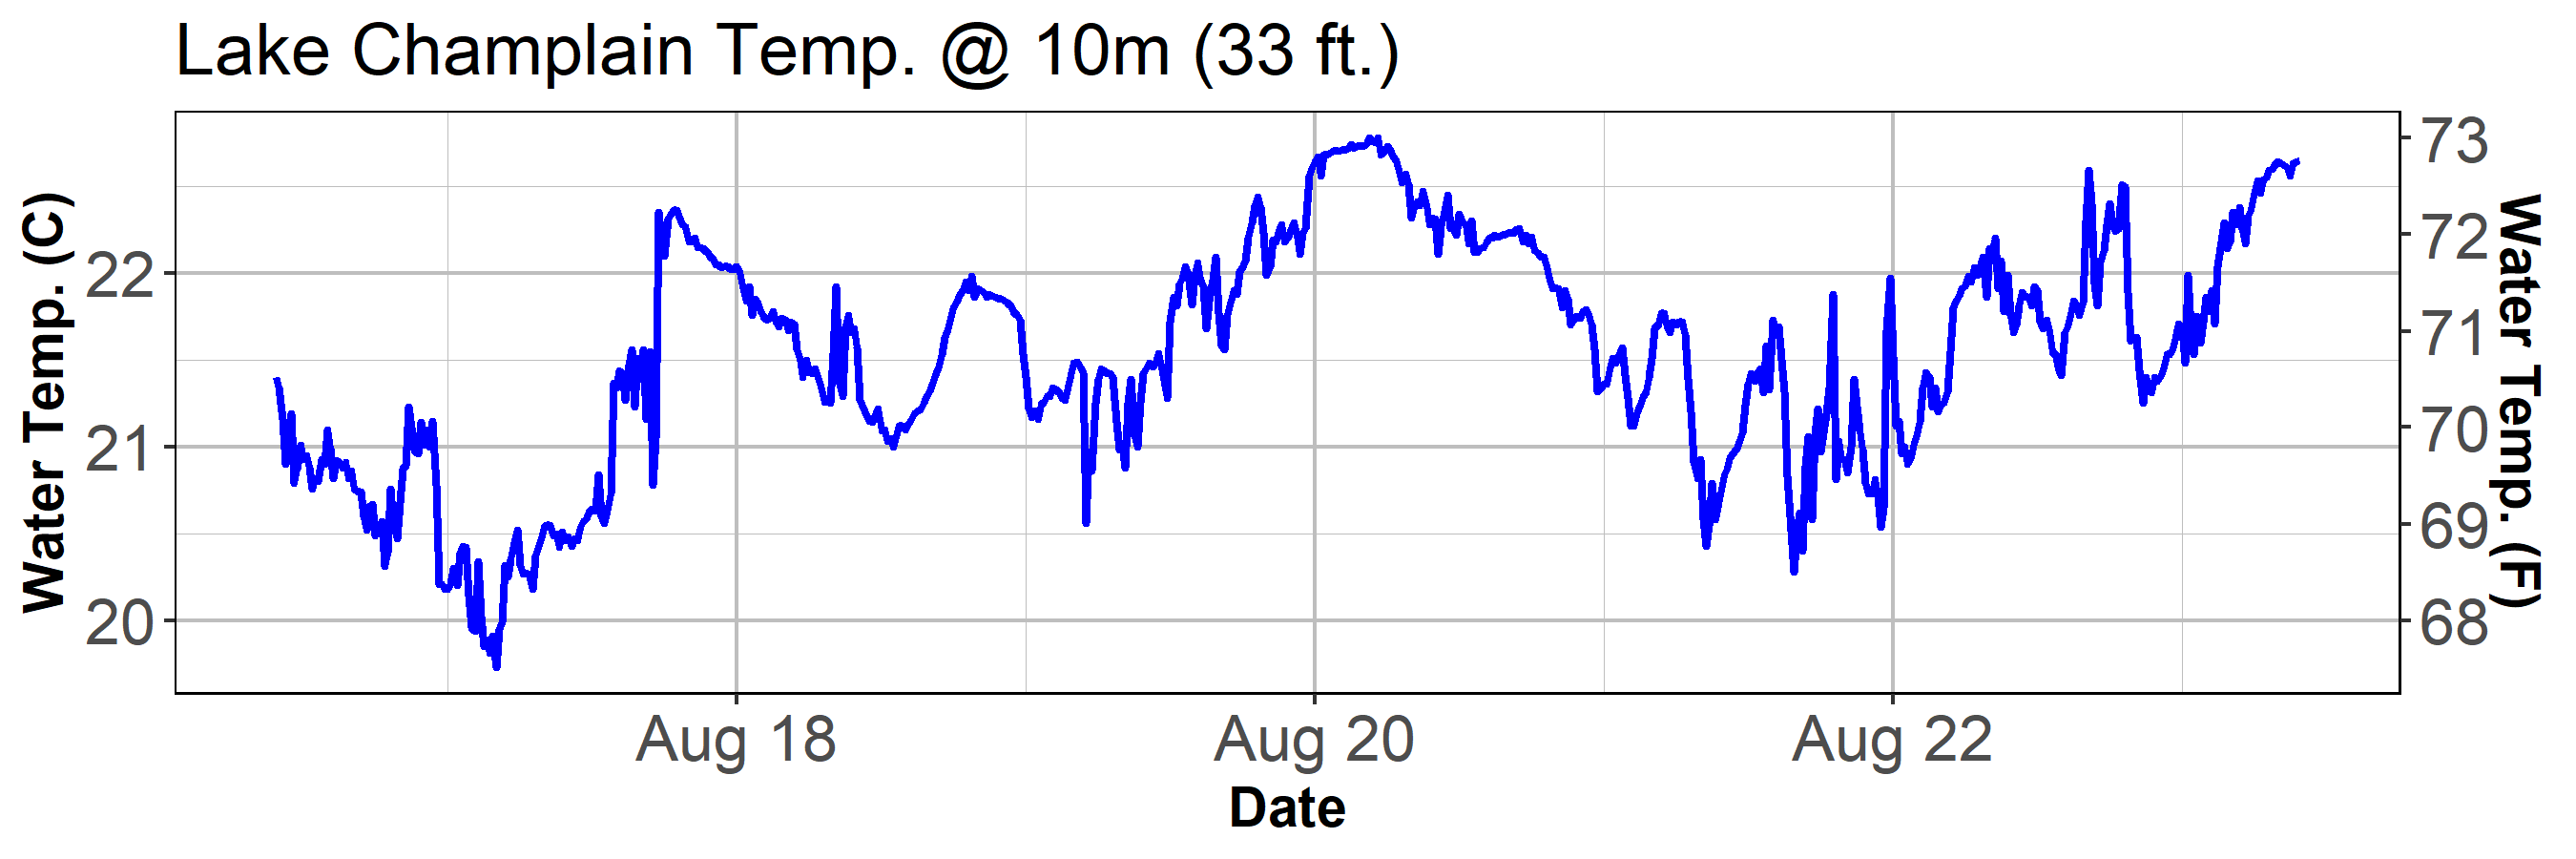 Lake Champlain Temp. @ 10m (33 ft.)
Water Temp. (C)
22
21
20
73
72
71
70
69
68
Water Temp. (F)
Aug 18
Aug 20
Aug 22
Date